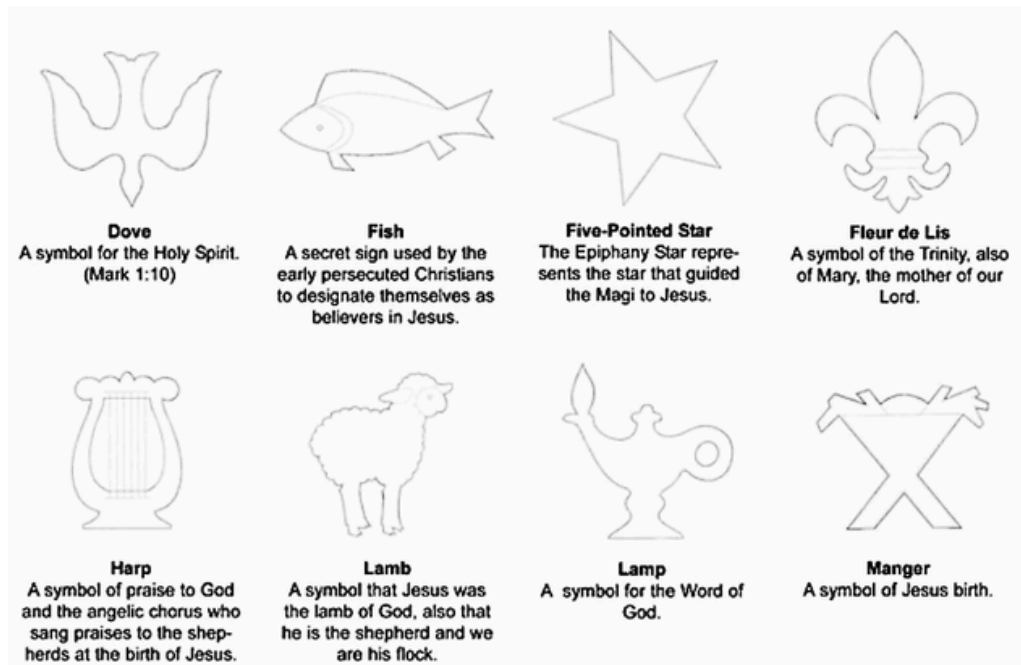 Dove
A symbol for the Holy Spirit.
(Mark 1:10)
Fish
A secret sign used by the
early persecuted Christians
to designate themselves as
believers in Jesus.
Five-Pointed Star
The Epiphany Star repre-
sents the star that guided
the Magi to Jesus.
Fleur de Lis
A symbol of the Trinity, also
of Mary, the mother of our
Lord.
Harp
A symbol of praise to God
and the angelic chorus who
sang praises to the shep-
herds at the birth of Jesus.
Lamb
A symbol that Jesus was
the lamb of God, also that
he is the shepherd and we
are his flock.
Lamp
A symbol for the Word of
God.
Manger
A symbol of Jesus birth.